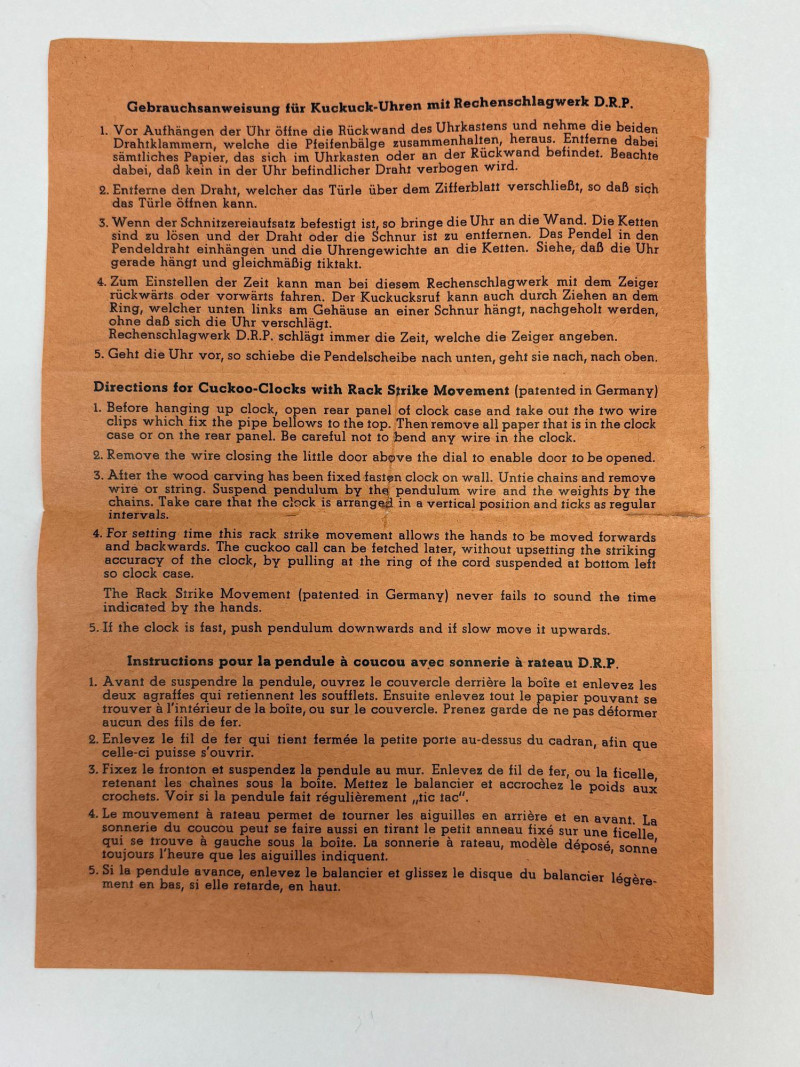 Gebrauchsanweisung für Kuckuck-Uhren mit Rechenschlagwerk D.R.P.
1. Vor Aufhängen der Uhr öffne die Rückwand des Uhrkastens und nehme die beiden
Drahtklammern, welche die Pfeifenbälge zusammenhalten, heraus. Entferne dabei
sämtliches Papier, das sich im Uhrkasten oder an der Rückwand befindet. Beachte
dabei, daß kein in der Uhr befindlicher Draht verbogen wird.
2. Entferne den Draht, welcher das Türle über dem Zifferblatt verschließt, so daß sich
das Türle öffnen kann.
3. Wenn der Schnitzereiaufsatz befestigt ist, so bringe die Uhr an die Wand. Die Ketten
sind zu lösen und der Draht oder die Schnur ist zu entfernen. Das Pendel in den
Pendeldraht einhängen und die Uhrengewichte an die Ketten. Siehe, daß die Uhr
gerade hängt und gleichmäßig tiktakt.
4. Zum Einstellen der Zeit kann man bei diesem Rechenschlagwerk mit dem Zeiger
rückwärts oder vorwärts fahren. Der Kuckucksruf kann auch durch Ziehen an dem
Ring, welcher unten links am Gehäuse an einer Schnur hängt, nachgeholt werden,
ohne daß sich die Uhr verschlägt.
Rechenschlagwerk D.R.P. schlägt immer die Zeit, welche die Zeiger angeben.
5. Geht die Uhr vor, so schiebe die Pendelscheibe nach unten, geht sie nach, nach oben.
Directions for Cuckoo-Clocks with Rack Strike Movement (patented in Germany)
1. Before hanging up clock, open rear panel of clock case and take out the two wire
clips which fix the pipe bellows to the top. Then remove all paper that is in the clock
case or on the rear panel. Be careful not to bend any wire in the clock.
2. Remove the wire closing the little door above the dial to enable door to be opened.
3. After the wood carving has been fixed fasten clock on wall. Untie chains and remove
wire or string. Suspend pendulum by the pendulum wire and the weights by the
chains. Take care that the clock is arranged in a vertical position and ticks as regular
intervals.
4. For setting time this rack strike movement allows the hands to be moved forwards
and backwards. The cuckoo call can be fetched later, without upsetting the striking
accuracy of the clock, by pulling at the ring of the cord suspended at bottom left
so clock case.
The Rack Strike Movement (patented in Germany) never fails to sound the time
indicated by the hands.
5. If the clock is fast, push pendulum downwards and if slow move it upwards.
Instructions pour la pendule à coucou avec sonnerie à rateau D.R.P.
1. Avant de suspendre la pendule, ouvrez le couvercle derrière la boîte et enlevez les
deux agraffes qui retiennent les soufflets. Ensuite enlevez tout le papier pouvant se
trouver à l'intérieur de la boîte, ou sur le couvercle. Prenez garde de ne pas déformer
aucun des fils de fer.
2. Enlevez le fil de fer qui tient fermée la petite porte au-dessus du cadran, afin que
celle-ci puisse s'ouvrir.
3. Fixez le fronton et suspendez la pendule au mur. Enlevez de fil de fer, ou la ficelle,
retenant les chaînes sous la boîte. Mettez le balancier et accrochez le poids aux
crochets. Voir si la pendule fait régulièrement „tic tac“.
4. Le mouvement à rateau permet de tourner les aiguilles en arrière et en avant. La
sonnerie du coucou peut se faire aussi en tirant le petit anneau fixé sur une ficelle,
qui se trouve à gauche sous la boîte. La sonnerie à rateau, modèle déposé, sonne
toujours l'heure que les aiguilles indiquent.
5. Si la pendule avance, enlevez le balancier et glissez le disque du balancier légère-
ment en bas, si elle retarde, en haut.